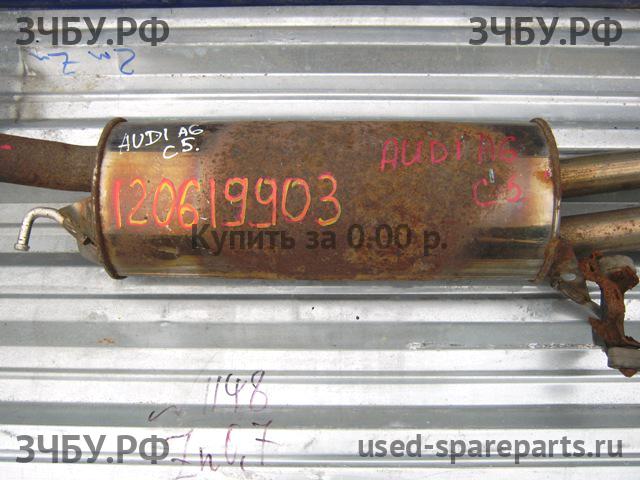 ЗЧБУ.РФ
ЗЧБУ.РФ
AUDI A6
C5.
AUDI A6
C5
120619903
Купить за 0.00 р.
1148
ЗЧБУ.РФ
used-spareparts.ru